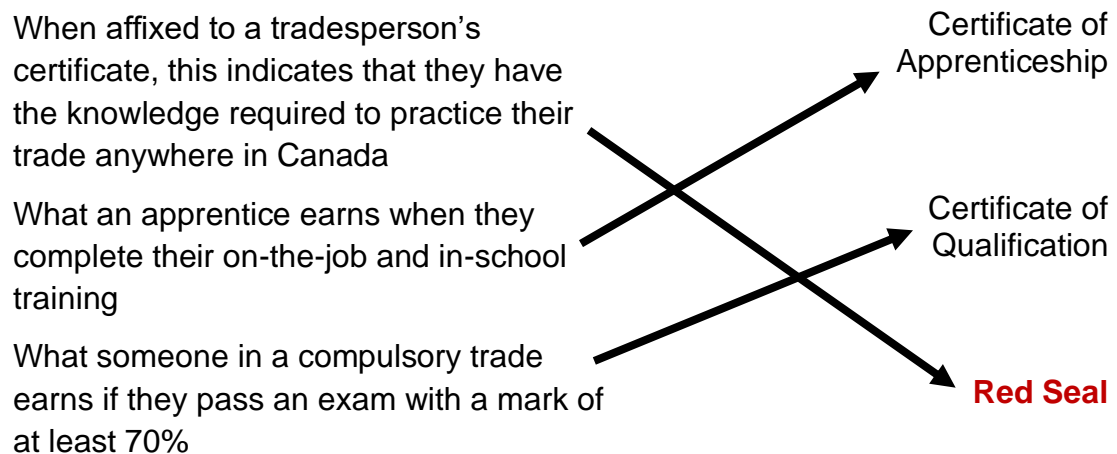 When affixed to a tradesperson’s
certificate, this indicates that they have
the knowledge required to practice their
trade anywhere in Canada
What an apprentice earns when they
complete their on-the-job and in-school
training
What someone in a compulsory trade
earns if they pass an exam with a mark of
at least 70%
Certificate of
Apprenticeship
Certificate of
Qualification
Red Seal